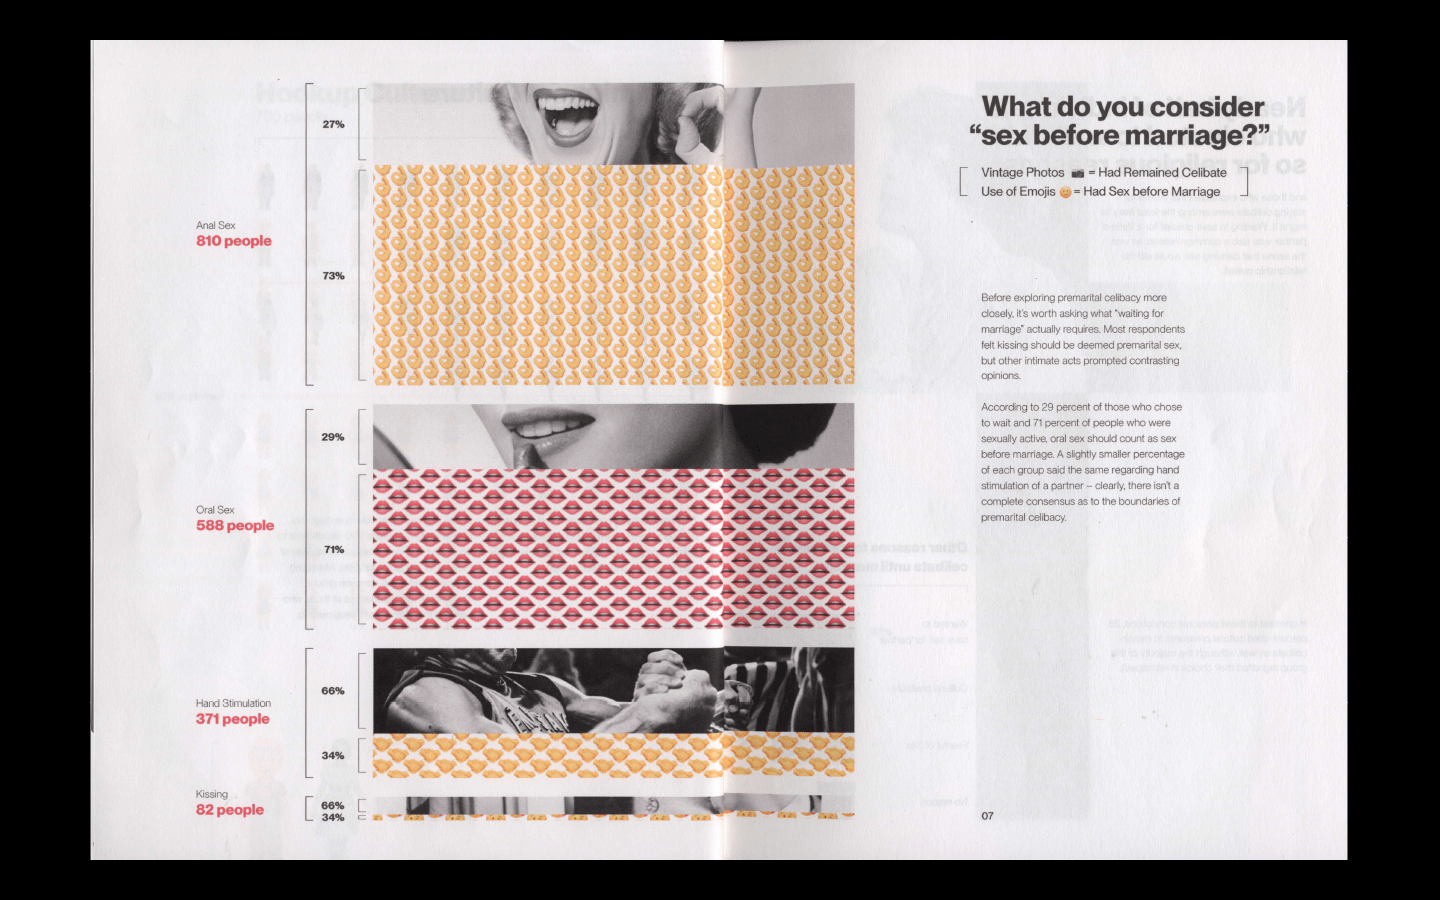 What do you consider
“sex before marriage?”
Vintage Photos 📷 = Had Remained Celibate
Use of Emojis 🙂 = Had Sex before Marriage
27%
Anal Sex
810 people
73%
29%
Oral Sex
588 people
71%
66%
Hand Stimulation
371 people
34%
Kissing
82 people
66%
34%
Before exploring premarital celibacy more
closely, it's worth asking what “waiting for
marriage” actually requires. Most respondents
felt kissing should be deemed premarital sex,
but other intimate acts prompted contrasting
opinions.
According to 29 percent of those who chose
to wait and 71 percent of people who were
sexually active, oral sex should count as sex
before marriage. A slightly smaller percentage
of each group said the same regarding hand
stimulation of a partner – clearly, there isn't a
complete consensus as to the boundaries of
premarital celibacy.
07